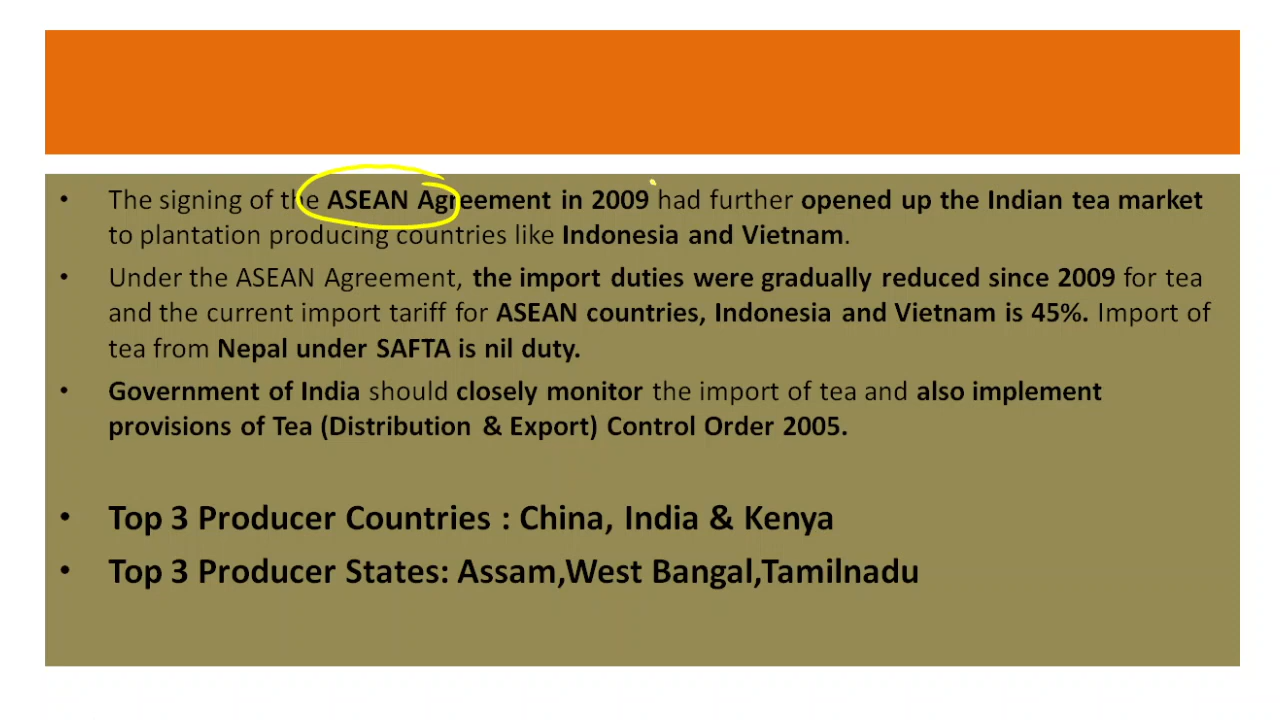 • The signing of the ASEAN Agreement in 2009 had further opened up the Indian tea market
to plantation producing countries like Indonesia and Vietnam.
• Under the ASEAN Agreement, the import duties were gradually reduced since 2009 for tea
and the current import tariff for ASEAN countries, Indonesia and Vietnam is 45%. Import of
tea from Nepal under SAFTA is nil duty.
• Government of India should closely monitor the import of tea and also implement
provisions of Tea (Distribution & Export) Control Order 2005.
• Top 3 Producer Countries : China, India & Kenya
• Top 3 Producer States: Assam,West Bangal,Tamilnadu